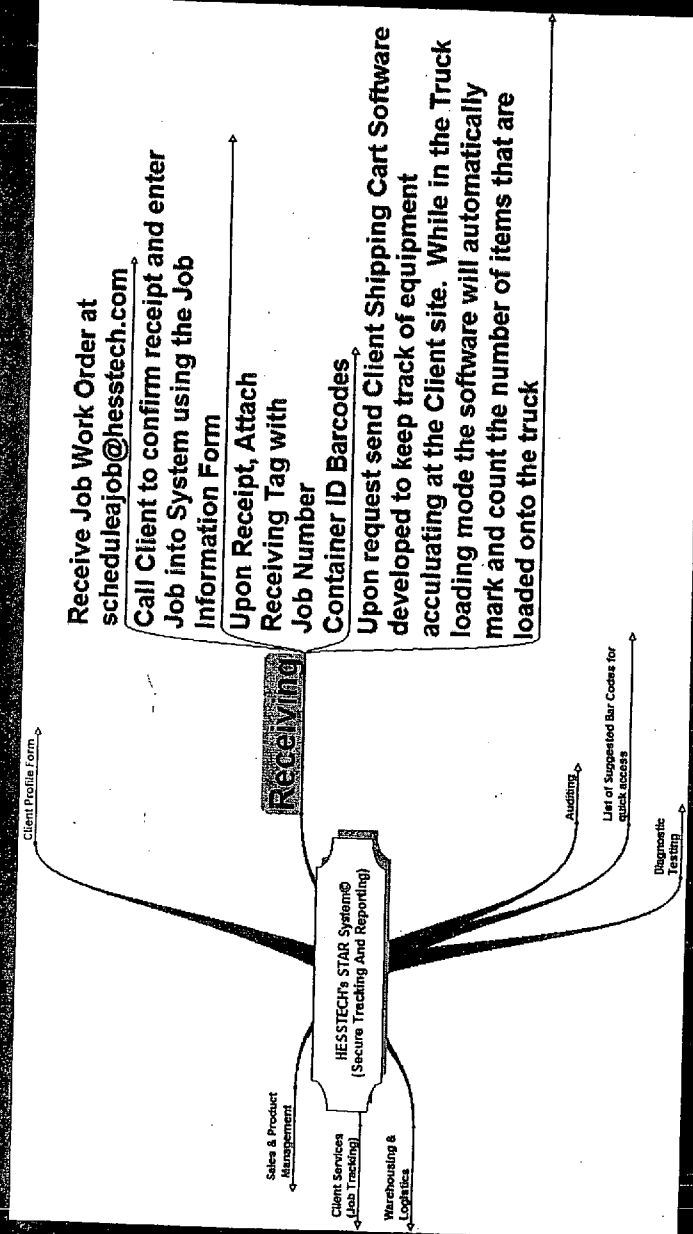 Client Profile Form
Receiving
Receive Job Work Order at
scheduleajob@hesstech.com
Call Client to confirm receipt and enter
Job into System using the Job
Information Form
Upon Receipt, Attach
Receiving Tag with
Job Number
Container ID Barcodes
Upon request send Client Shipping Cart Software
developed to keep track of equipment
acculuating at the Client site. While in the Truck
loading mode the software will automatically
mark and count the number of items that are
loaded onto the truck
Sales & Product
Management
Client Services
(Job Tracking)
Warehousing &
Logistics
HESSTECH's STAR System©
(Secure Tracking And Reporting)
Auditing
List of Suggested Bar Codes for
quick access
Diagnostic
Testing